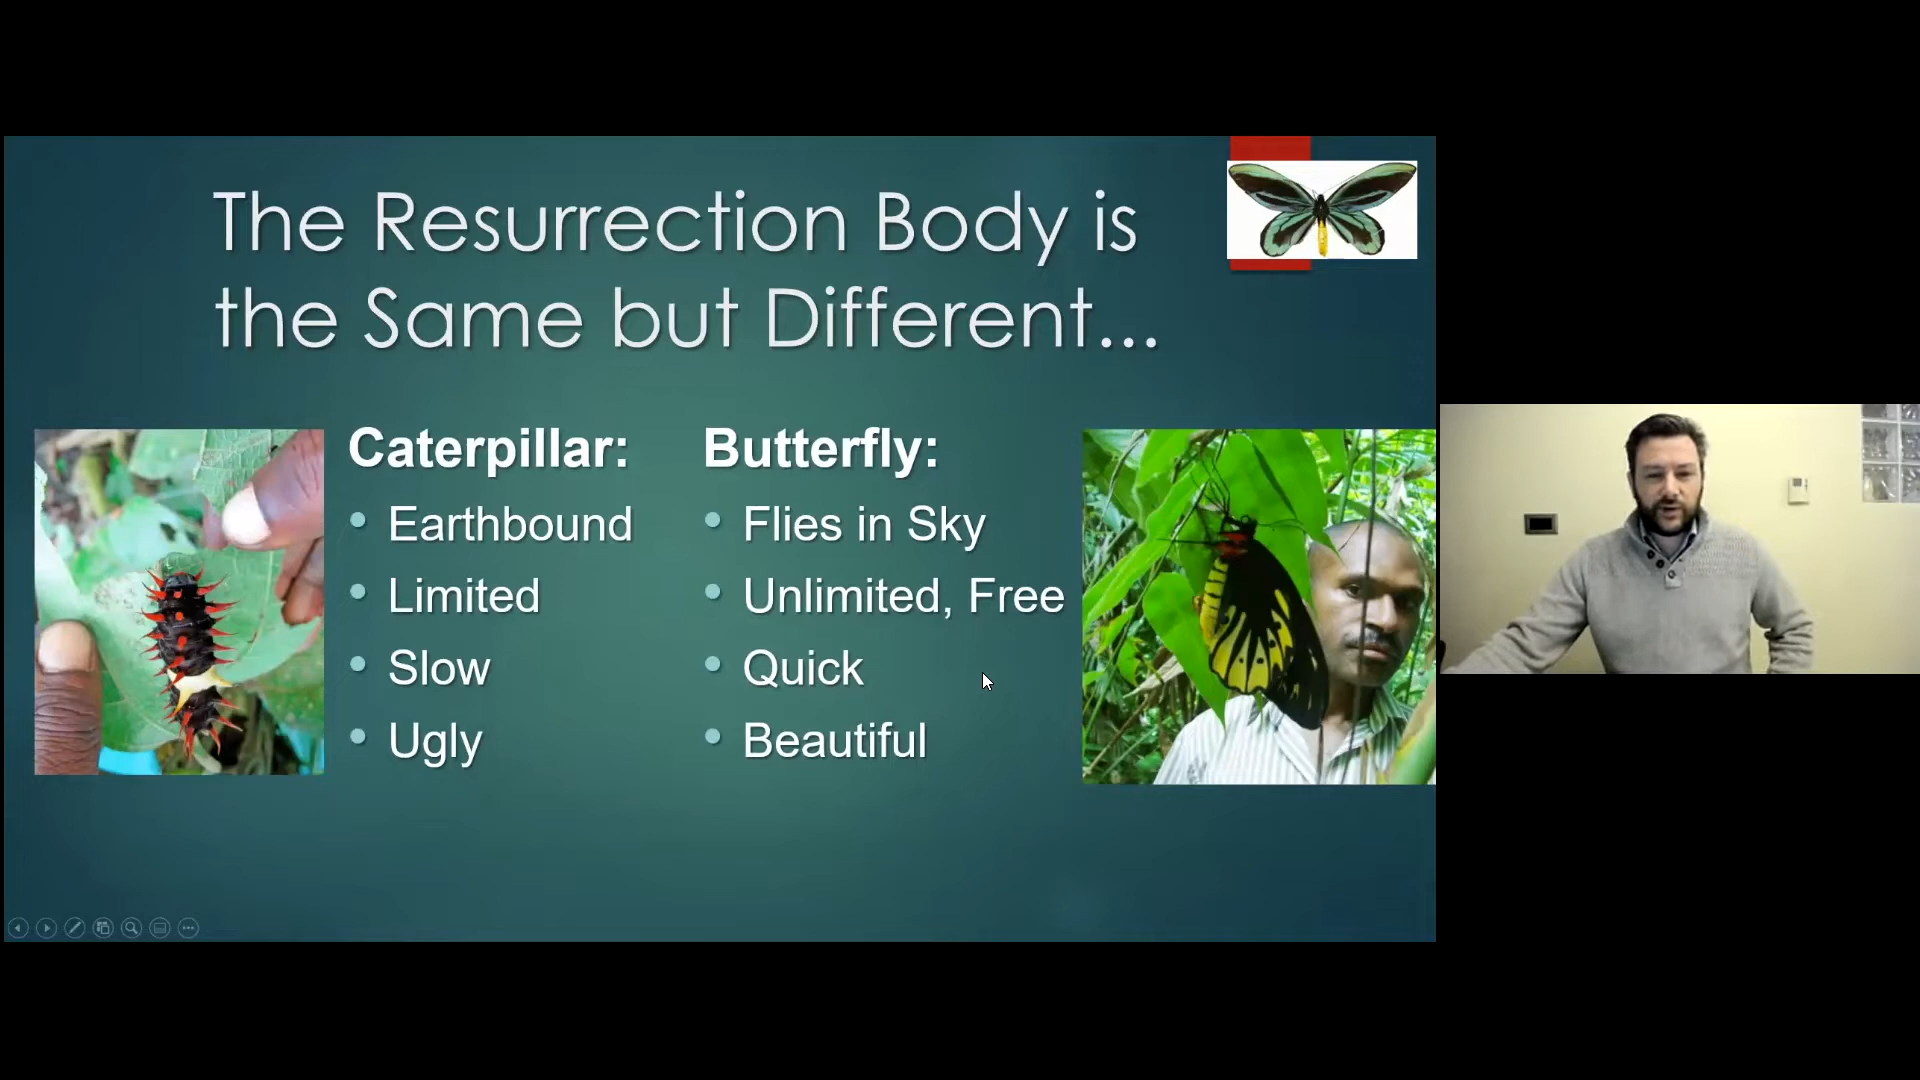 The Resurrection Body is
the Same but Different...
Caterpillar:
Earthbound
Limited
Slow
Ugly
Butterfly:
Flies in Sky
Unlimited, Free
Quick
Beautiful